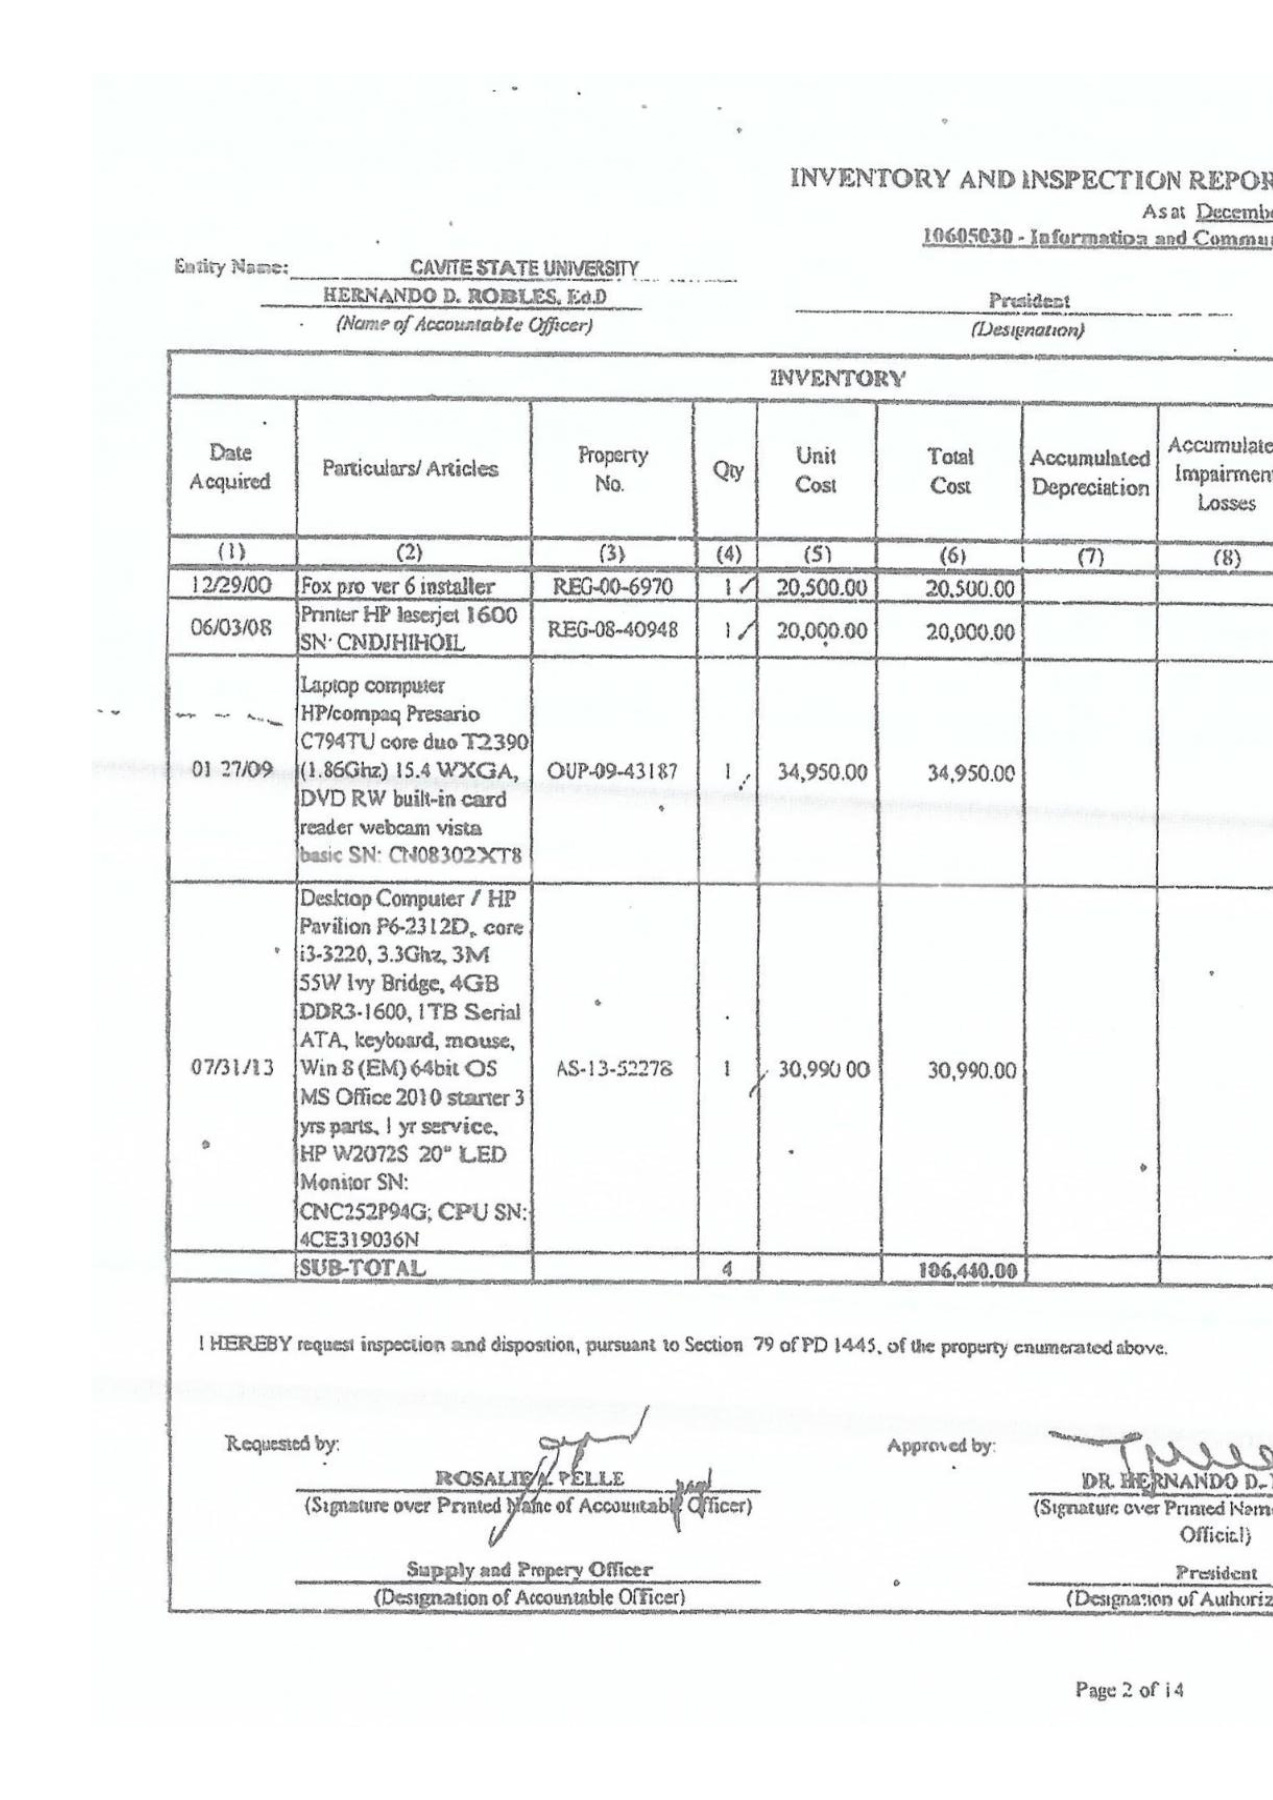 INVENTORY AND INSPECTION REPOR
As at Decembe
10605030 - Information and Commu
Entity Name: CAVITE STATE UNIVERSITY
HERNANDO D. ROBLES, Ed.D
President
(Name of Accountable Officer)
(Designation)
INVENTORY
Date Acquired Particulars/ Articles Property No. Qty Unit Cost Total Cost Accumulated Depreciation Accumulate Impairmen Losses
(1) (2) (3) (4) (5) (6) (7) (8)
12/29/00 Fox pro ver 6 installer REG-00-6970 1 20,500.00 20,500.00
Printer HP laserjet 1600
06/03/08 REG-08-40948 1 20,000.00 20,000.00
SN: CNDJHIHOIL
Laptop computer
HP/compaq Presario
C794TU core duo T2390
01 27/09 (1.86Ghz) 15.4 WXGA, OUP-09-43187 1 34,950.00 34,950.00
DVD RW built-in card
reader webcam vista
basic SN: CN08302XT8
Desktop Computer / HP
Pavilion P6-2312D, core
i3-3220, 3.3Ghz, 3M
55W Ivy Bridge, 4GB
DDR3-1600, 1TB Serial
ATA, keyboard, mouse,
07/31/13 Win 8 (EM) 64bit OS AS-13-52278 1 30,990 00 30,990.00
MS Office 2010 starter 3
yrs parts, 1 yr service,
HP W2072S 20" LED
Monitor SN:
CNC252P94G; CPU SN:
4CE319036N
SUB-TOTAL 4 106,440.00
I HEREBY request inspection and dispostion, pursuant to Section 79 of PD 1445, of the property enumerated above.
Requested by: Approved by:
ROSALIE A. PELLE DR. HERNANDO D.
(Signature over Printed Name of Accountable Officer) (Signature over Printed Nam
Official)
Supply and Propery Officer President
(Designation of Accountable Officer) (Designation of Authoriz
Page 2 of 14